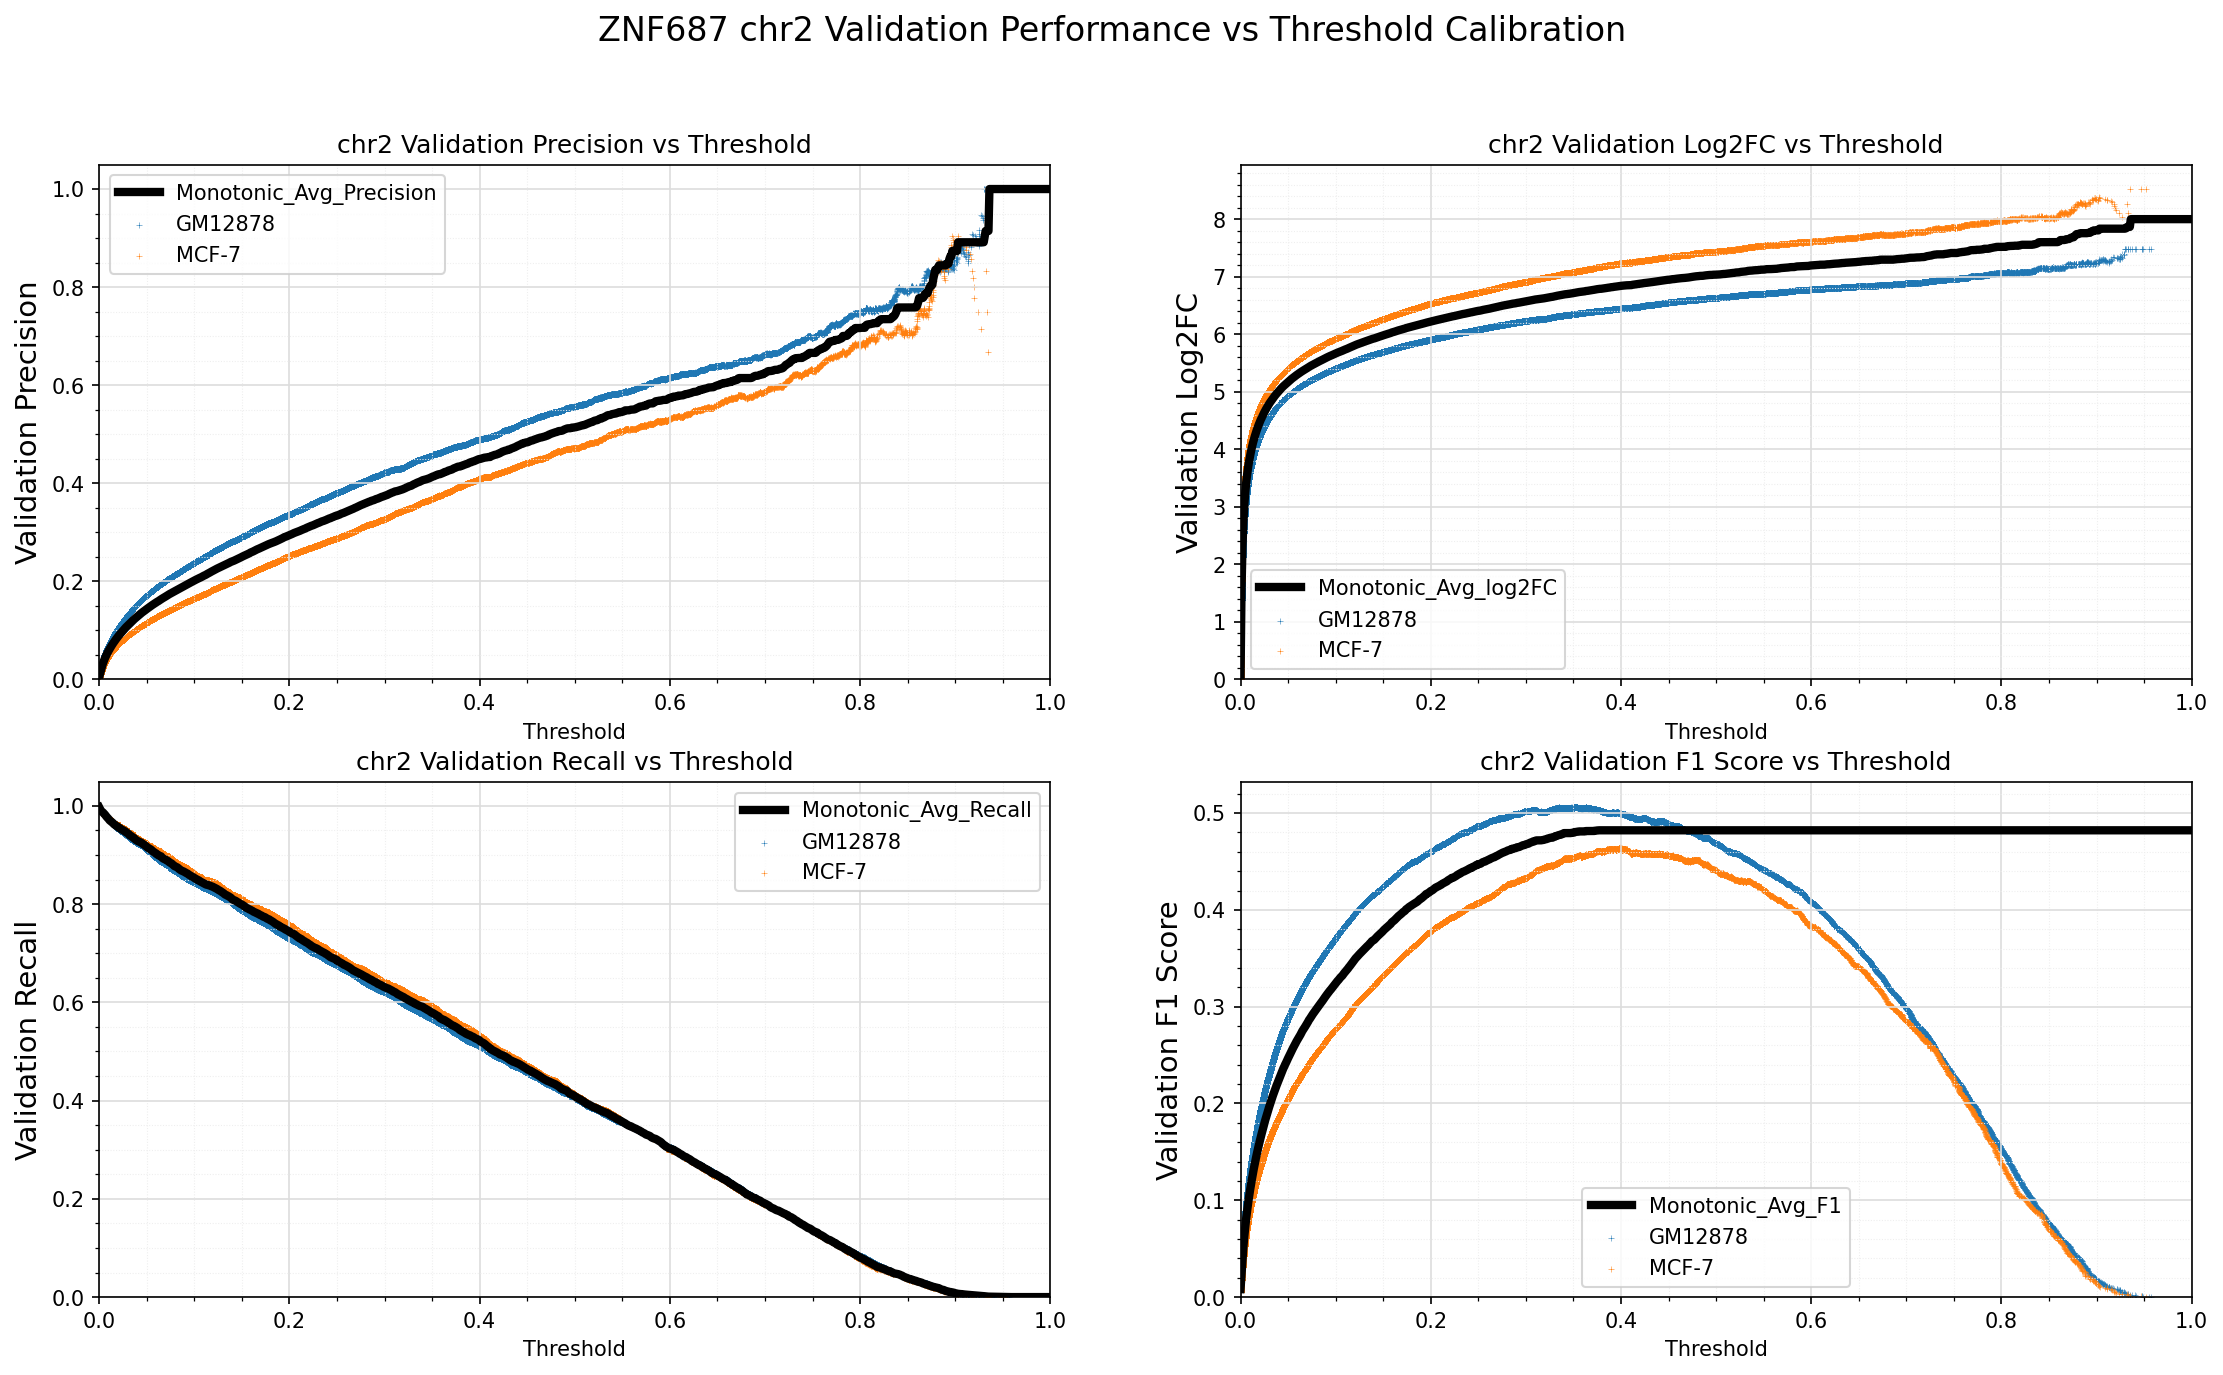 ZNF687 chr2 Validation Performance vs Threshold Calibration
chr2 Validation Precision vs Threshold
Validation Precision
1.0
0.8
0.6
0.4
0.2
0.0
Monotonic_Avg_Precision
GM12878
MCF-7
0.0 0.2 0.4 0.6 0.8 1.0
Threshold
chr2 Validation Log2FC vs Threshold
Validation Log2FC
8
7
6
5
4
3
2
1
0
Monotonic_Avg_log2FC
GM12878
MCF-7
0.0 0.2 0.4 0.6 0.8 1.0
Threshold
chr2 Validation Recall vs Threshold
Validation Recall
1.0
0.8
0.6
0.4
0.2
0.0
Monotonic_Avg_Recall
GM12878
MCF-7
0.0 0.2 0.4 0.6 0.8 1.0
Threshold
chr2 Validation F1 Score vs Threshold
Validation F1 Score
0.5
0.4
0.3
0.2
0.1
0.0
Monotonic_Avg_F1
GM12878
MCF-7
0.0 0.2 0.4 0.6 0.8 1.0
Threshold